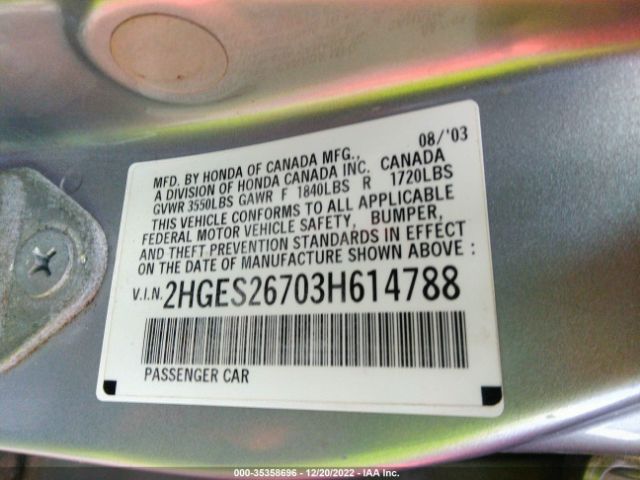 08/'03
MFD. BY HONDA OF CANADA MFG.,
A DIVISION OF HONDA CANADA INC. CANADA
GVWR 3550LBS GAWR F 1840LBS R 1720LBS
THIS VEHICLE CONFORMS TO ALL APPLICABLE
FEDERAL MOTOR VEHICLE SAFETY, BUMPER,
AND THEFT PREVENTION STANDARDS IN EFFECT
ON THE DATE OF MANUFACTURE SHOWN ABOVE :
V.I.N. 2HGES26703H614788
PASSENGER CAR
000-35358696 - 12/20/2022 - IAA Inc.